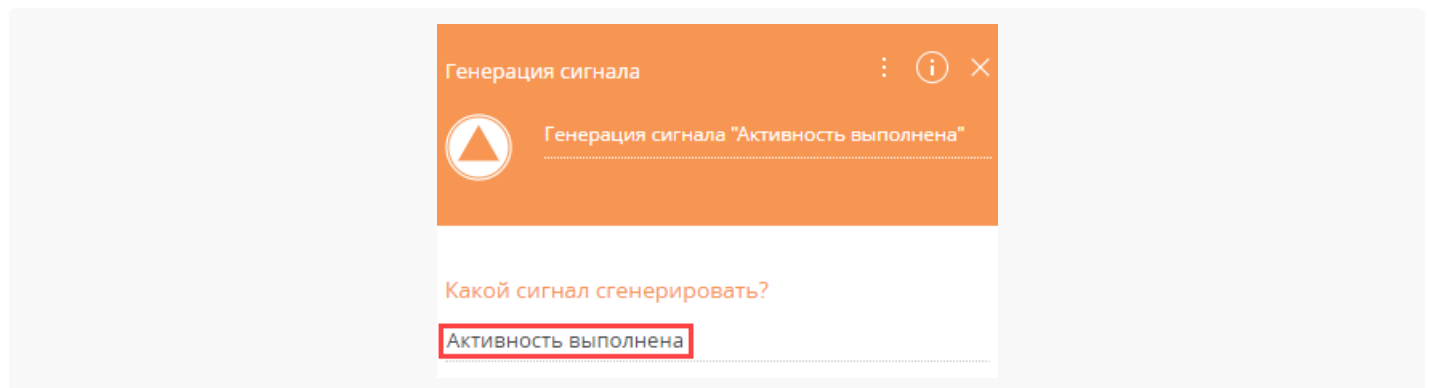 Генерация сигнала
Генерация сигнала "Активность выполнена"
Какой сигнал сгенерировать?
Активность выполнена